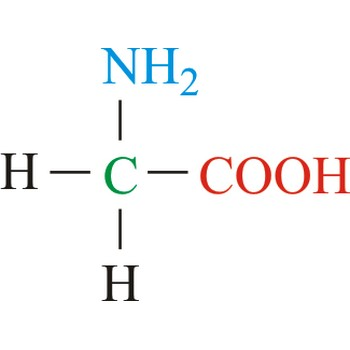 NH₂
H — C — COOH
H